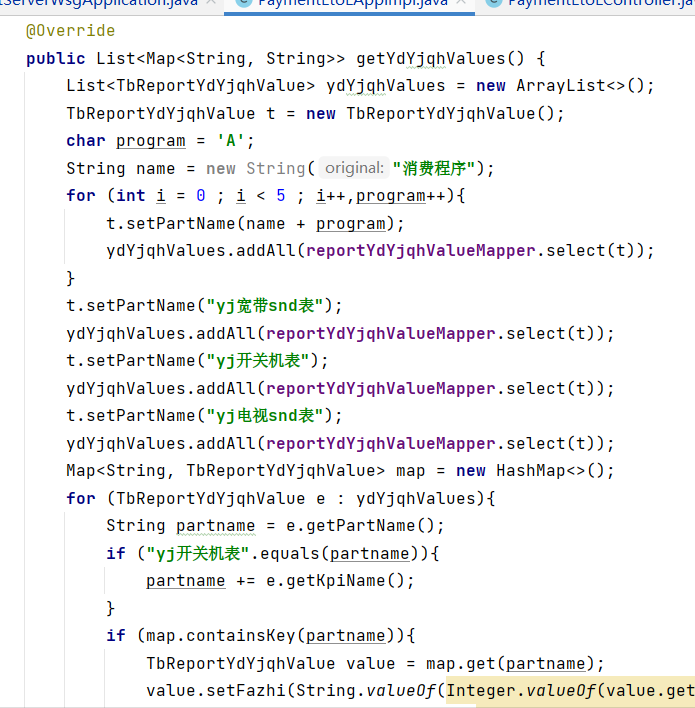 tServerWsgApplication.java
PaymentEtoEAppImpl.java
PaymentEtoEController.ja
@Override
public List<Map<String, String>> getYdYjqhValues() {
List<TbReportYdYjqhValue> ydYjqhValues = new ArrayList<>();
TbReportYdYjqhValue t = new TbReportYdYjqhValue();
char program = 'A';
String name = new String( original: "消费程序");
for (int i = 0 ; i < 5 ; i++,program++){
t.setPartName(name + program);
ydYjqhValues.addAll(reportYdYjqhValueMapper.select(t));
}
t.setPartName("yj宽带snd表");
ydYjqhValues.addAll(reportYdYjqhValueMapper.select(t));
t.setPartName("yj开关机表");
ydYjqhValues.addAll(reportYdYjqhValueMapper.select(t));
t.setPartName("yj电视snd表");
ydYjqhValues.addAll(reportYdYjqhValueMapper.select(t));
Map<String, TbReportYdYjqhValue> map = new HashMap<>();
for (TbReportYdYjqhValue e : ydYjqhValues){
String partname = e.getPartName();
if ("yj开关机表".equals(partname)){
partname += e.getKpiName();
}
if (map.containsKey(partname)){
TbReportYdYjqhValue value = map.get(partname);
value.setFazhi(String.valueOf(Integer.valueOf(value.get